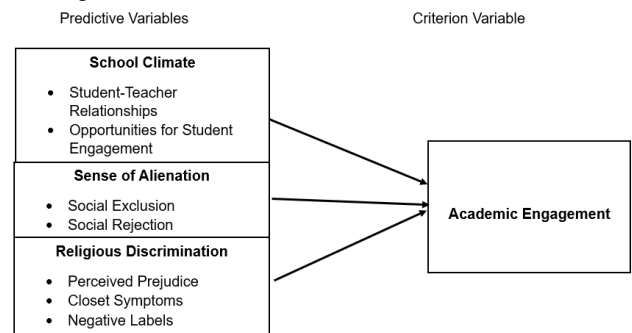 Predictive Variables
Criterion Variable
School Climate
• Student-Teacher
Relationships
• Opportunities for Student
Engagement
Sense of Alienation
• Social Exclusion
• Social Rejection
Religious Discrimination
• Perceived Prejudice
• Closet Symptoms
• Negative Labels
Academic Engagement